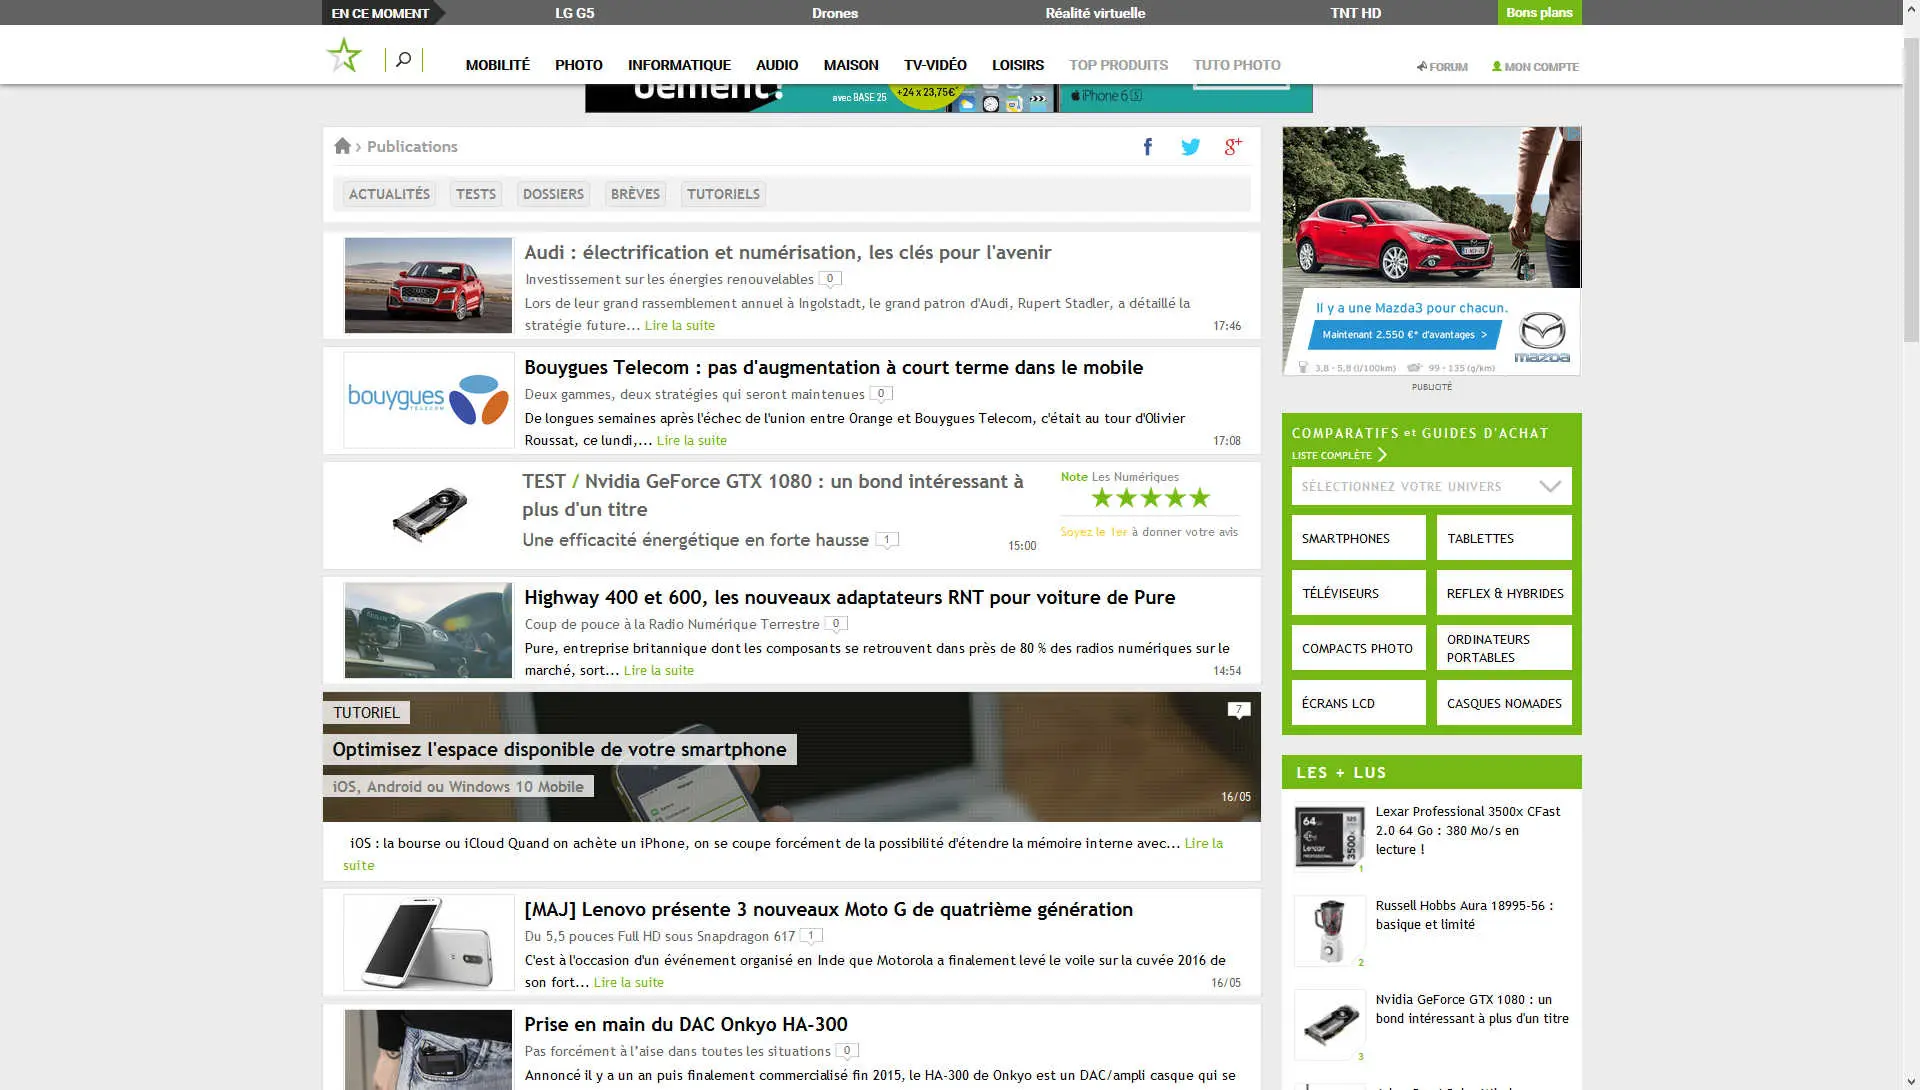 EN CE MOMENT
LG G5
Drones
Réalité virtuelle
TNT HD
Bons plans
MOBILITÉ
PHOTO
INFORMATIQUE
AUDIO
MAISON
TV-VIDÉO
LOISIRS
TOP PRODUITS
TUTO PHOTO
FORUM
MON COMPTE
avec BASE 25
+24 x 23,75€*
iPhone 6S
› Publications
ACTUALITÉS
TESTS
DOSSIERS
BRÈVES
TUTORIELS
Audi : électrification et numérisation, les clés pour l'avenir
Investissement sur les énergies renouvelables 0
Lors de leur grand rassemblement annuel à Ingolstadt, le grand patron d'Audi, Rupert Stadler, a détaillé la
stratégie future... Lire la suite
17:46
bouygues
TELECOM
Bouygues Telecom : pas d'augmentation à court terme dans le mobile
Deux gammes, deux stratégies qui seront maintenues 0
De longues semaines après l'échec de l'union entre Orange et Bouygues Telecom, c'était au tour d'Olivier
Roussat, ce lundi,... Lire la suite
17:08
TEST / Nvidia GeForce GTX 1080 : un bond intéressant à
plus d'un titre
Une efficacité énergétique en forte hausse 1
15:00
Note Les Numériques
Soyez le 1er à donner votre avis
Highway 400 et 600, les nouveaux adaptateurs RNT pour voiture de Pure
Coup de pouce à la Radio Numérique Terrestre 0
Pure, entreprise britannique dont les composants se retrouvent dans près de 80 % des radios numériques sur le
marché, sort... Lire la suite
14:54
TUTORIEL
7
Optimisez l'espace disponible de votre smartphone
iOS, Android ou Windows 10 Mobile
16/05
iOS : la bourse ou iCloud Quand on achète un iPhone, on se coupe forcément de la possibilité d'étendre la mémoire interne avec... Lire la
suite
[MAJ] Lenovo présente 3 nouveaux Moto G de quatrième génération
Du 5,5 pouces Full HD sous Snapdragon 617 1
C'est à l'occasion d'un événement organisé en Inde que Motorola a finalement levé le voile sur la cuvée 2016 de
son fort... Lire la suite
16/05
Prise en main du DAC Onkyo HA-300
Pas forcément à l'aise dans toutes les situations 0
Annoncé il y a un an puis finalement commercialisé fin 2015, le HA-300 de Onkyo est un DAC/ampli casque qui se
Il y a une Mazda3 pour chacun.
Maintenant 2.550 €* d'avantages >
mazda
3,8 - 5,8 (l/100km)
99 - 135 (g/km)
PUBLICITÉ
COMPARATIFS et GUIDES D'ACHAT
LISTE COMPLÈTE
SÉLECTIONNEZ VOTRE UNIVERS
SMARTPHONES
TABLETTES
TÉLÉVISEURS
REFLEX & HYBRIDES
COMPACTS PHOTO
ORDINATEURS
PORTABLES
ÉCRANS LCD
CASQUES NOMADES
LES + LUS
64
Lexar
PROFESSIONAL
3500x
1
Lexar Professional 3500x CFast
2.0 64 Go : 380 Mo/s en
lecture !
2
Russell Hobbs Aura 18995-56 :
basique et limité
3
Nvidia GeForce GTX 1080 : un
bond intéressant à plus d'un titre